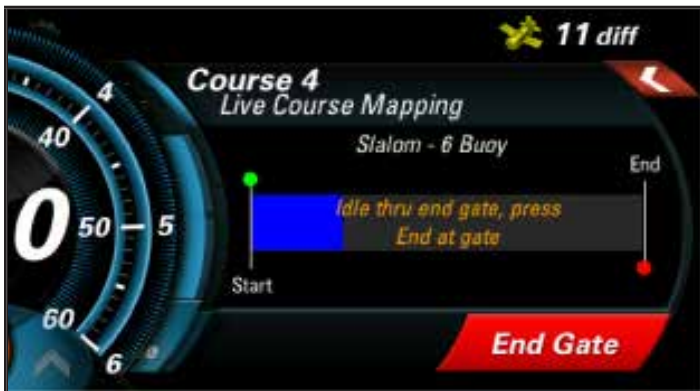 11 diff
Course 4
Live Course Mapping
Slalom - 6 Buoy
End
Idle thru end gate, press
End at gate
Start
End Gate
4
40
0
50
5
60
6